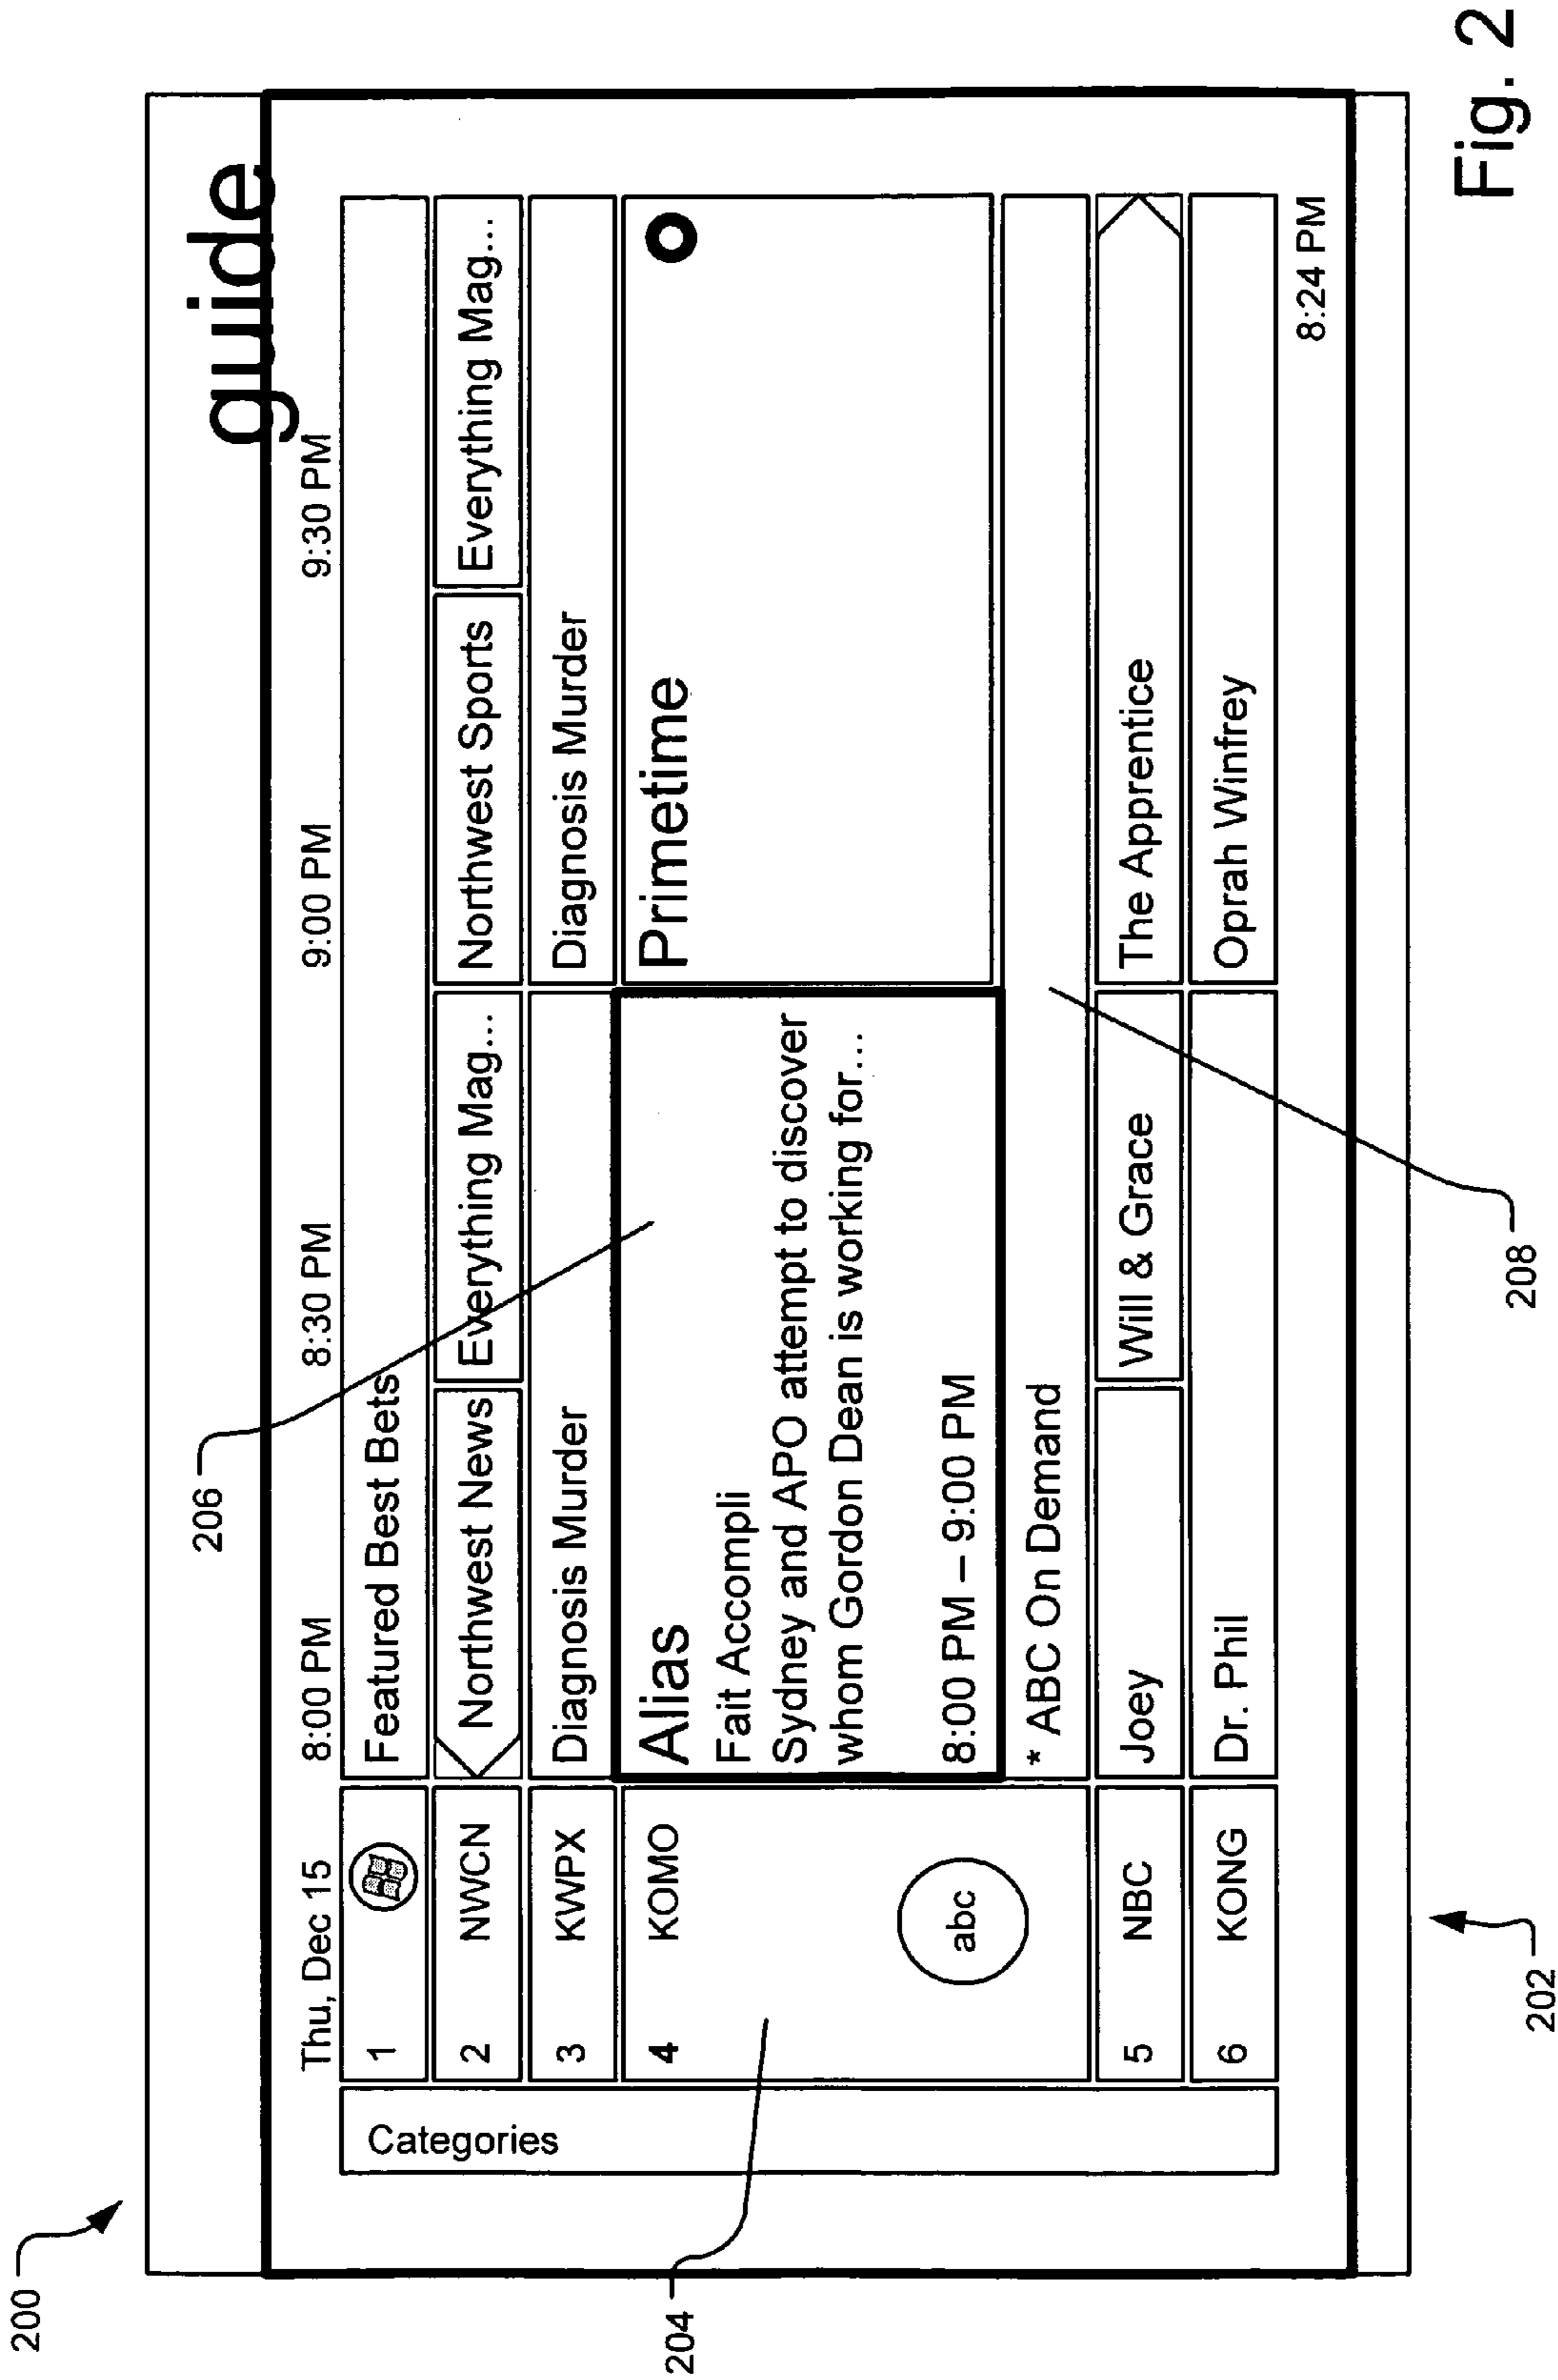 200
guide
206
Thu, Dec 15 8:00 PM 8:30 PM 9:00 PM 9:30 PM
Categories
1 Featured Best Bets
2 NWCN Northwest News Everything Mag... Northwest Sports Everything Mag...
3 KWPX Diagnosis Murder Diagnosis Murder
4 KOMO Alias Primetime
Fait Accompli
Sydney and APO attempt to discover
whom Gordon Dean is working for...
abc 8:00 PM – 9:00 PM
204
* ABC On Demand
5 NBC Joey Will & Grace The Apprentice
6 KONG Dr. Phil Oprah Winfrey
8:24 PM
202
208
Fig. 2